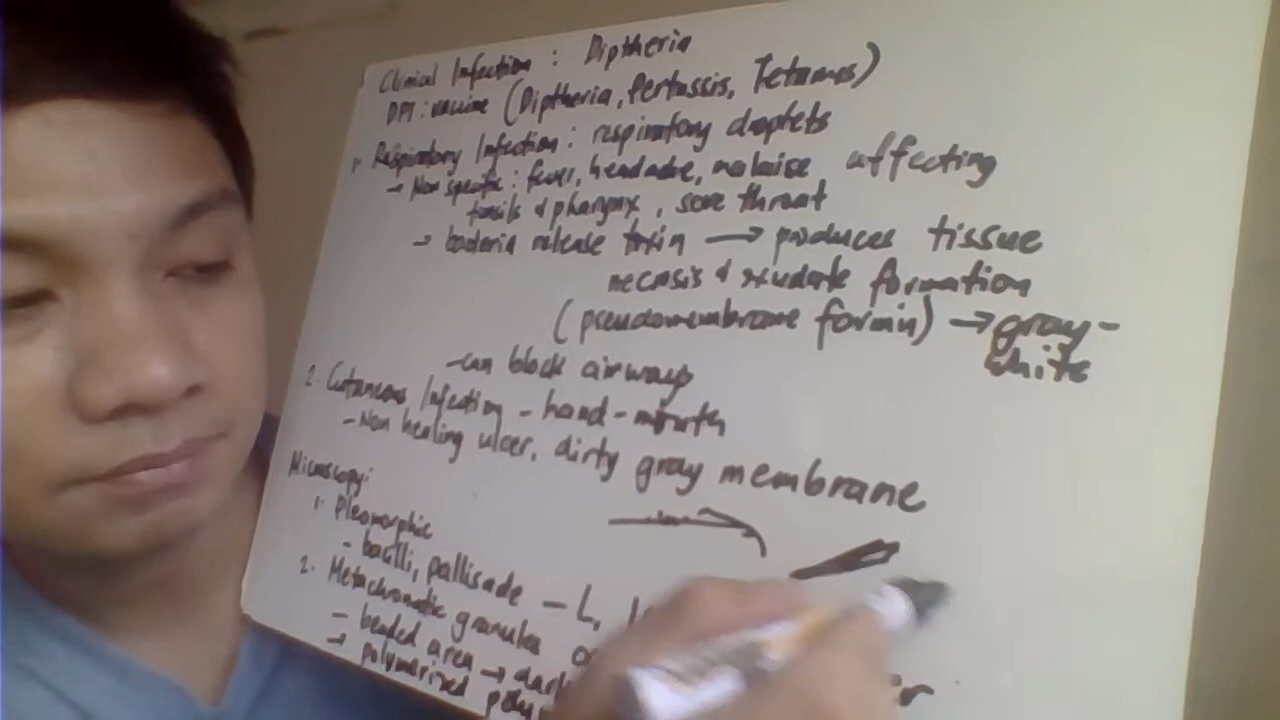 Clinical Infection : Diptheria
DPT : vaccine (Diptheria, Pertussis, Tetanus)
1. Respiratory Infection : respiratory droplets
→ Non specific : fever, headache, malaise affecting
tonsils & pharynx, sore throat
→ bacteria release toxin → produces tissue
necrosis & exudate formation
(pseudomembrane formin) → gray-
white
- can block airways
2. Cutaneous Infection - hand-mouth
- Non healing ulcer, dirty gray membrane
Microscopy:
1. Pleomorphic
- bacilli, pallisade - L,
2. Metachromatic granules
- beaded area →
→ polymerized